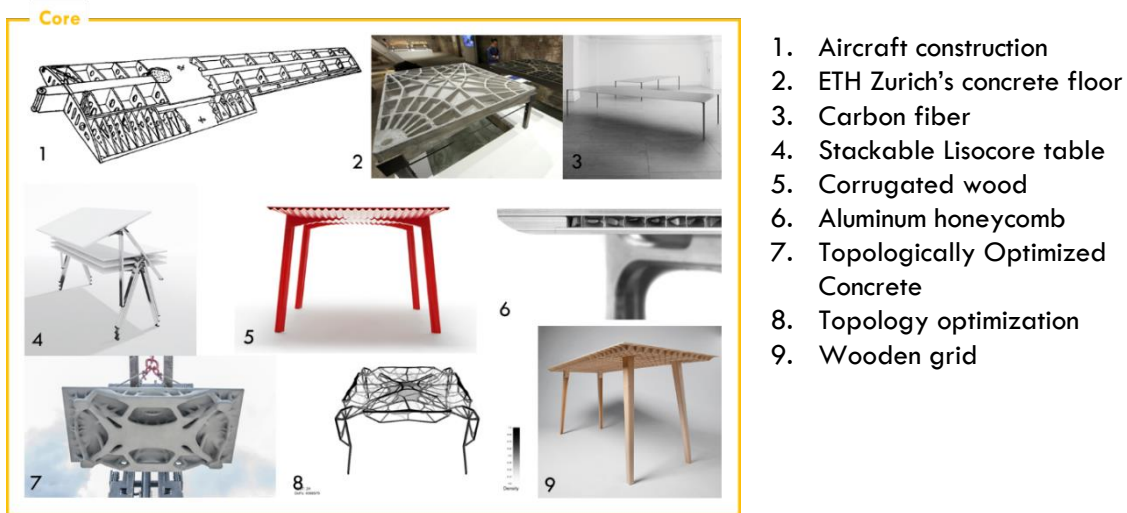 Core
1
2
3
4
5
6
7
8
Density
9
1. Aircraft construction
2. ETH Zurich's concrete floor
3. Carbon fiber
4. Stackable Lisocore table
5. Corrugated wood
6. Aluminum honeycomb
7. Topologically Optimized
Concrete
8. Topology optimization
9. Wooden grid